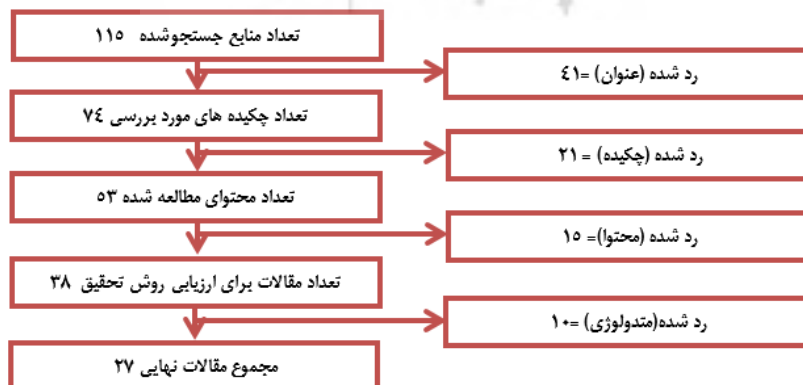 تعداد منابع جستجوشده ۱۱۵
رد شده (عنوان) =٤١
تعداد چکیده های مورد بررسی ٧٤
رد شده (چکیده) = ۲۱
تعداد محتوای مطالعه شده ٥٣
رد شده (محتوا)= ١٥
تعداد مقالات برای ارزیابی روش تحقیق ۳۸
رد شده(متدولوژی) =۱۰
مجموع مقالات نهایی ۲۷